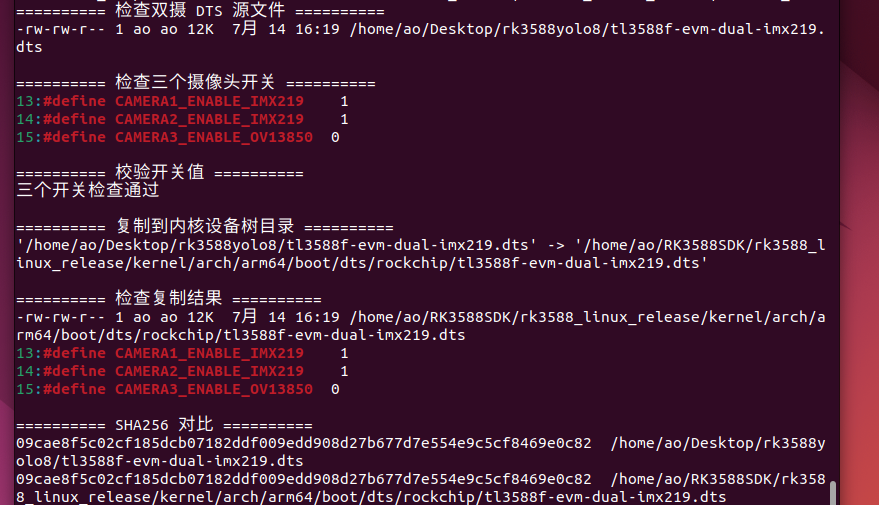 ========== 检查双摄 DTS 源文件 ==========
-rw-rw-r-- 1 ao ao 12K  7月 14 16:19 /home/ao/Desktop/rk3588yolo8/tl3588f-evm-dual-imx219.
dts
========== 检查三个摄像头开关 ==========
13:#define CAMERA1_ENABLE_IMX219    1
14:#define CAMERA2_ENABLE_IMX219    1
15:#define CAMERA3_ENABLE_OV13850  0
========== 校验开关值 ==========
三个开关检查通过
========== 复制到内核设备树目录 ==========
'/home/ao/Desktop/rk3588yolo8/tl3588f-evm-dual-imx219.dts' -> '/home/ao/RK3588SDK/rk3588_l
inux_release/kernel/arch/arm64/boot/dts/rockchip/tl3588f-evm-dual-imx219.dts'
========== 检查复制结果 ==========
-rw-rw-r-- 1 ao ao 12K  7月 14 16:19 /home/ao/RK3588SDK/rk3588_linux_release/kernel/arch/a
rm64/boot/dts/rockchip/tl3588f-evm-dual-imx219.dts
13:#define CAMERA1_ENABLE_IMX219    1
14:#define CAMERA2_ENABLE_IMX219    1
15:#define CAMERA3_ENABLE_OV13850  0
========== SHA256 对比 ==========
09cae8f5c02cf185dcb07182ddf009edd908d27b677d7e554e9c5cf8469e0c82  /home/ao/Desktop/rk3588y
olo8/tl3588f-evm-dual-imx219.dts
09cae8f5c02cf185dcb07182ddf009edd908d27b677d7e554e9c5cf8469e0c82  /home/ao/RK3588SDK/rk358
8_linux_release/kernel/arch/arm64/boot/dts/rockchip/tl3588f-evm-dual-imx219.dts